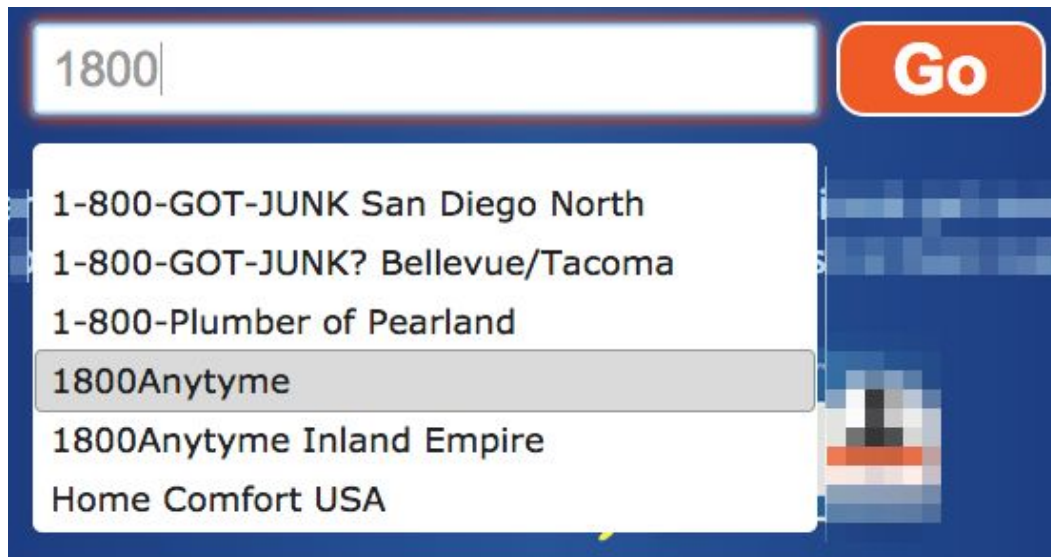 1800
Go
1-800-GOT-JUNK San Diego North
1-800-GOT-JUNK? Bellevue/Tacoma
1-800-Plumber of Pearland
1800Anytyme
1800Anytyme Inland Empire
Home Comfort USA